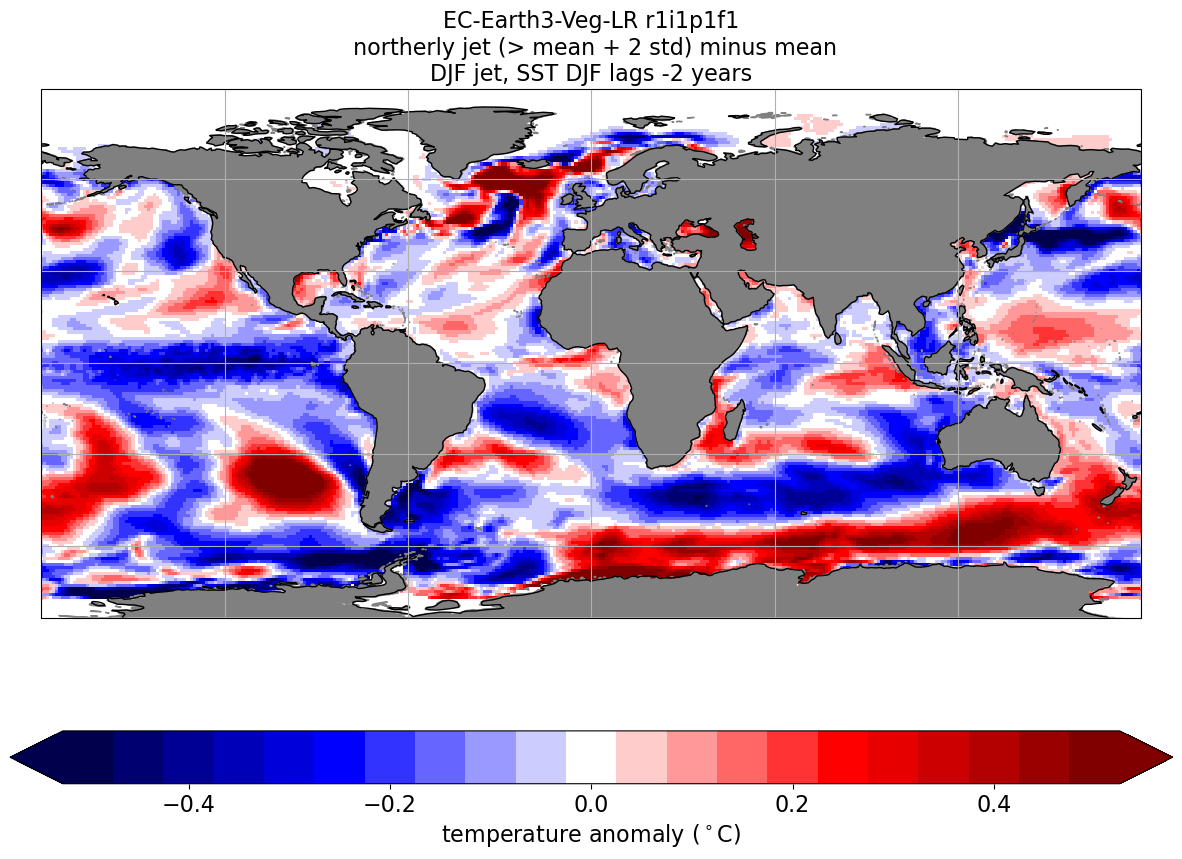 EC-Earth3-Veg-LR r1i1p1f1
northerly jet (> mean + 2 std) minus mean
DJF jet, SST DJF lags -2 years
−0.4 −0.2 0.0 0.2 0.4
temperature anomaly (°C)